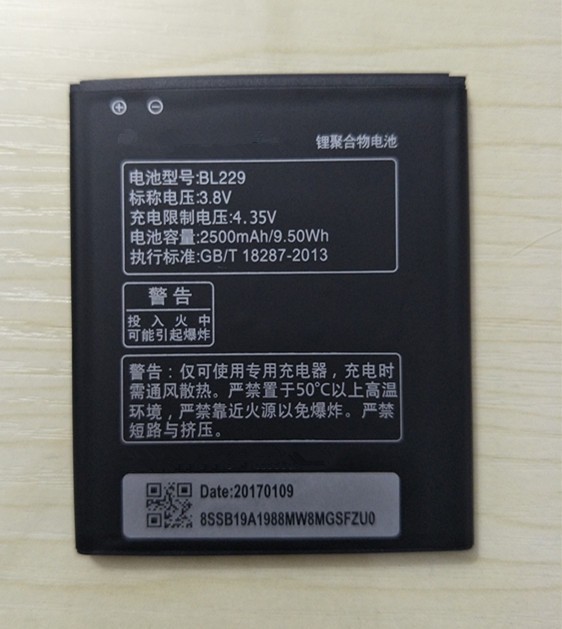 锂聚合物电池
电池型号:BL229
标称电压:3.8V
充电限制电压:4.35V
电池容量:2500mAh/9.50Wh
执行标准:GB/T 18287-2013
警告
投入火中
可能引起爆炸
警告：仅可使用专用充电器，充电时
需通风散热。严禁置于50℃以上高温
环境，严禁靠近火源以免爆炸。严禁
短路与挤压。
Date:20170109
8SSB19A1988MW8MGSFZU0